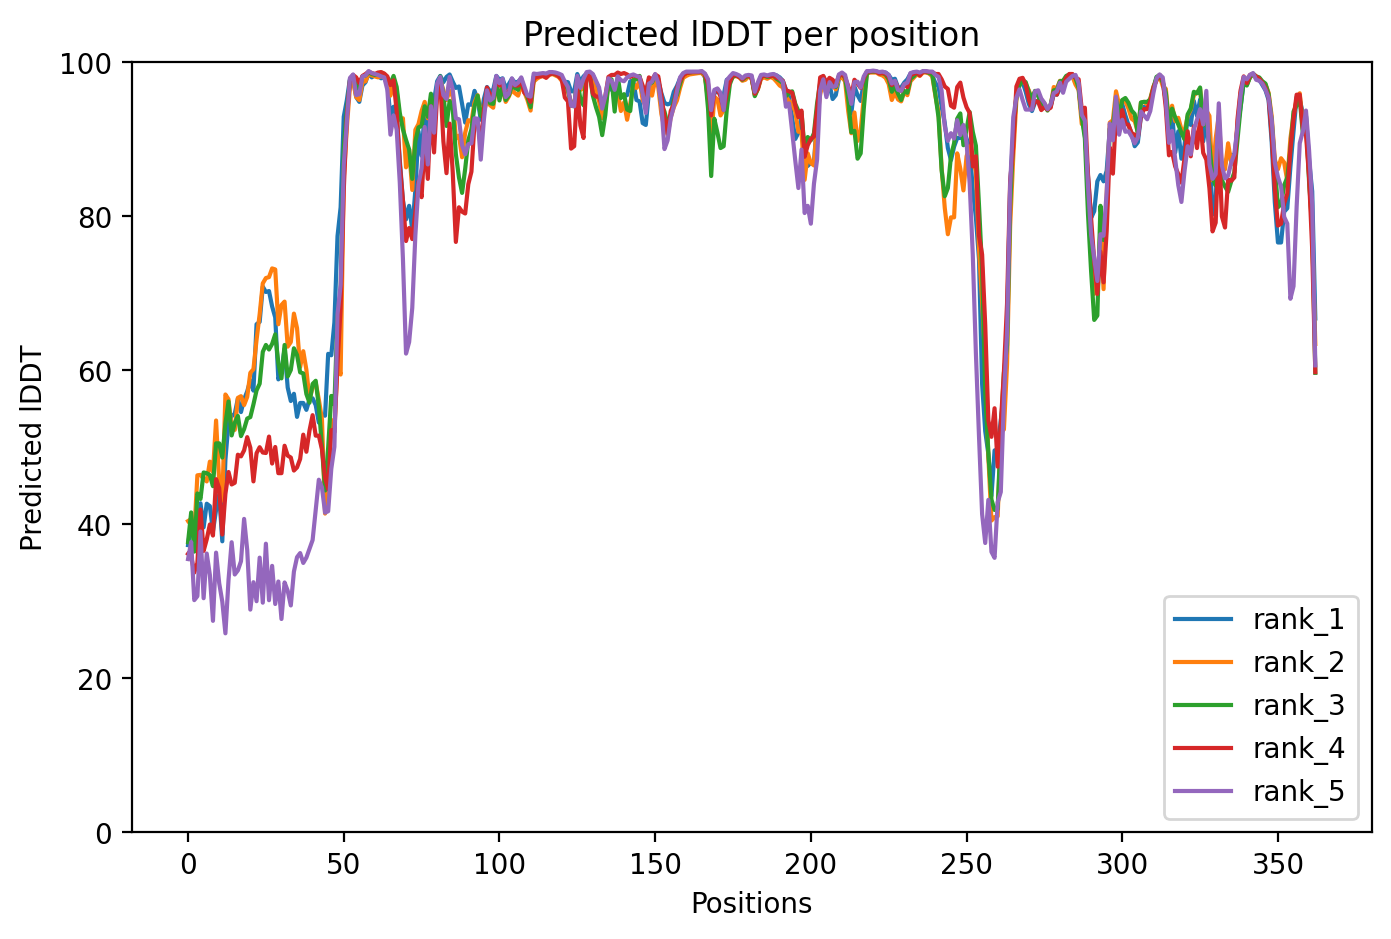 Predicted lDDT per position
100
80
60
40
20
0
Predicted lDDT
0 50 100 150 200 250 300 350
Positions
rank_1
rank_2
rank_3
rank_4
rank_5